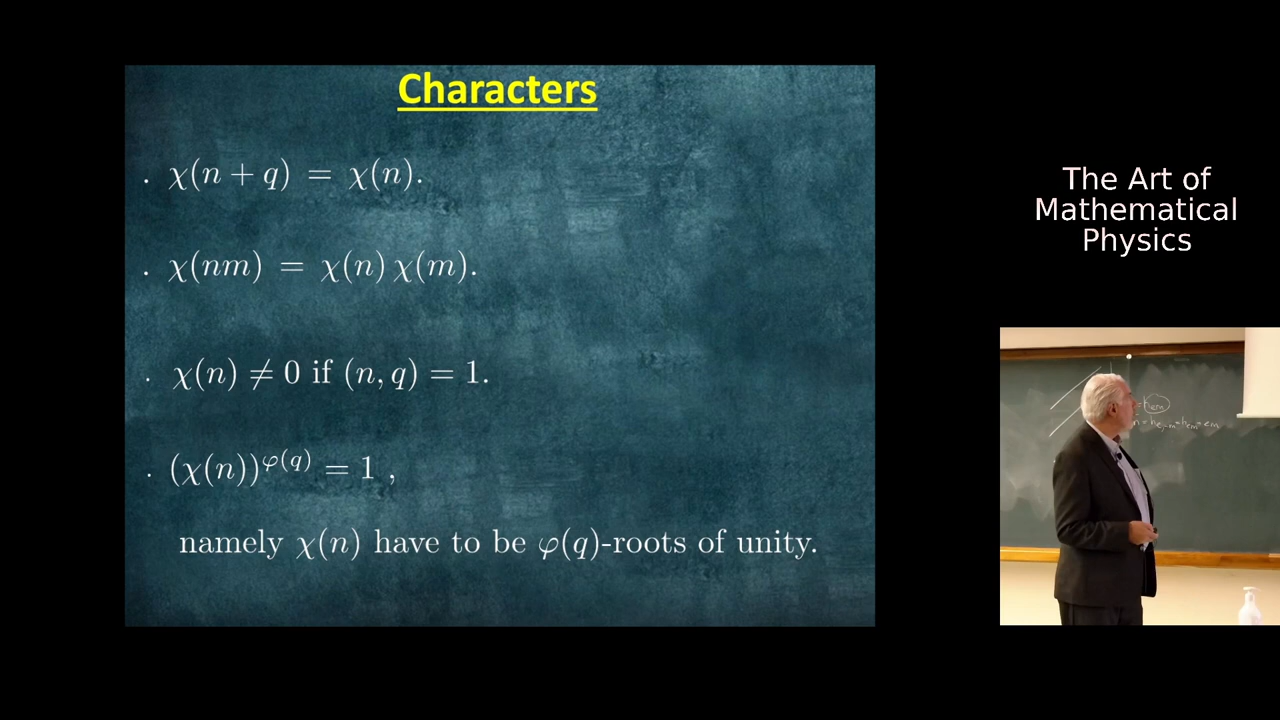 Characters
. χ(n + q) = χ(n).
. χ(nm) = χ(n) χ(m).
. χ(n) ≠ 0 if (n, q) = 1.
. (χ(n))^{φ(q)} = 1 ,
namely χ(n) have to be φ(q)-roots of unity.
The Art of
Mathematical
Physics